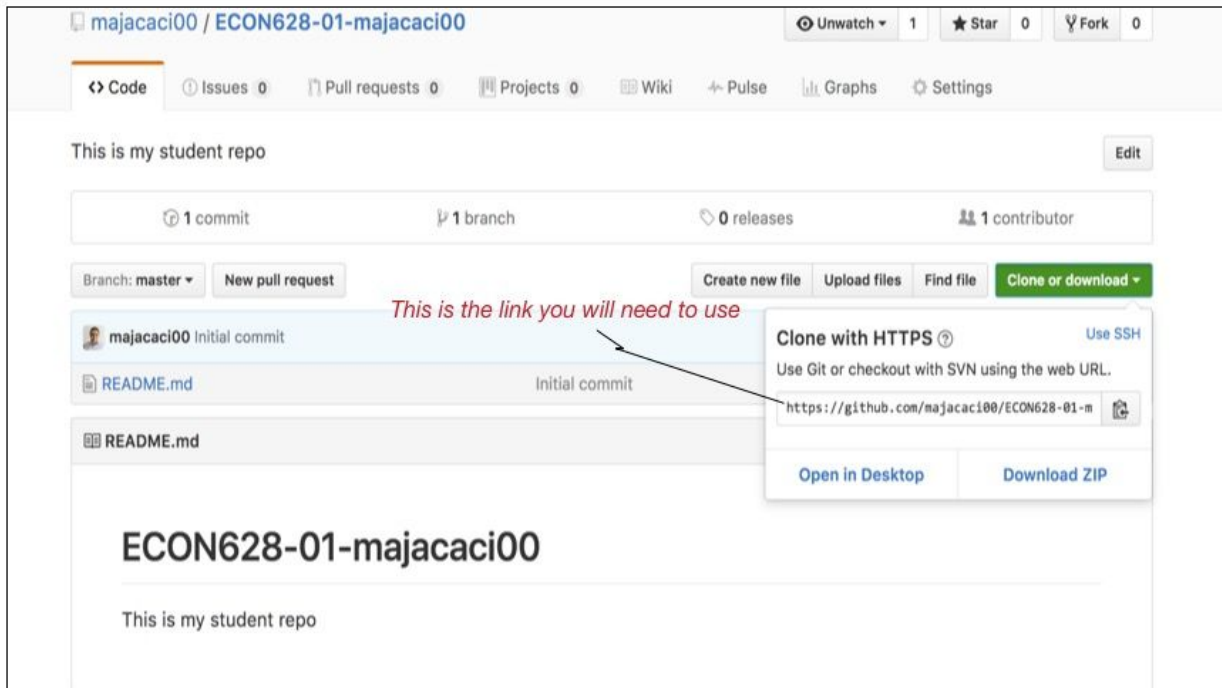 majacaci00 / ECON628-01-majacaci00
Unwatch 1 Star 0 Fork 0
Code Issues 0 Pull requests 0 Projects 0 Wiki Pulse Graphs Settings
This is my student repo
Edit
1 commit 1 branch 0 releases 1 contributor
Branch: master New pull request Create new file Upload files Find file Clone or download
This is the link you will need to use
majacaci00 Initial commit
README.md Initial commit
Clone with HTTPS ? Use SSH
Use Git or checkout with SVN using the web URL.
https://github.com/majacaci00/ECON628-01-m
Open in Desktop Download ZIP
README.md
ECON628-01-majacaci00
This is my student repo